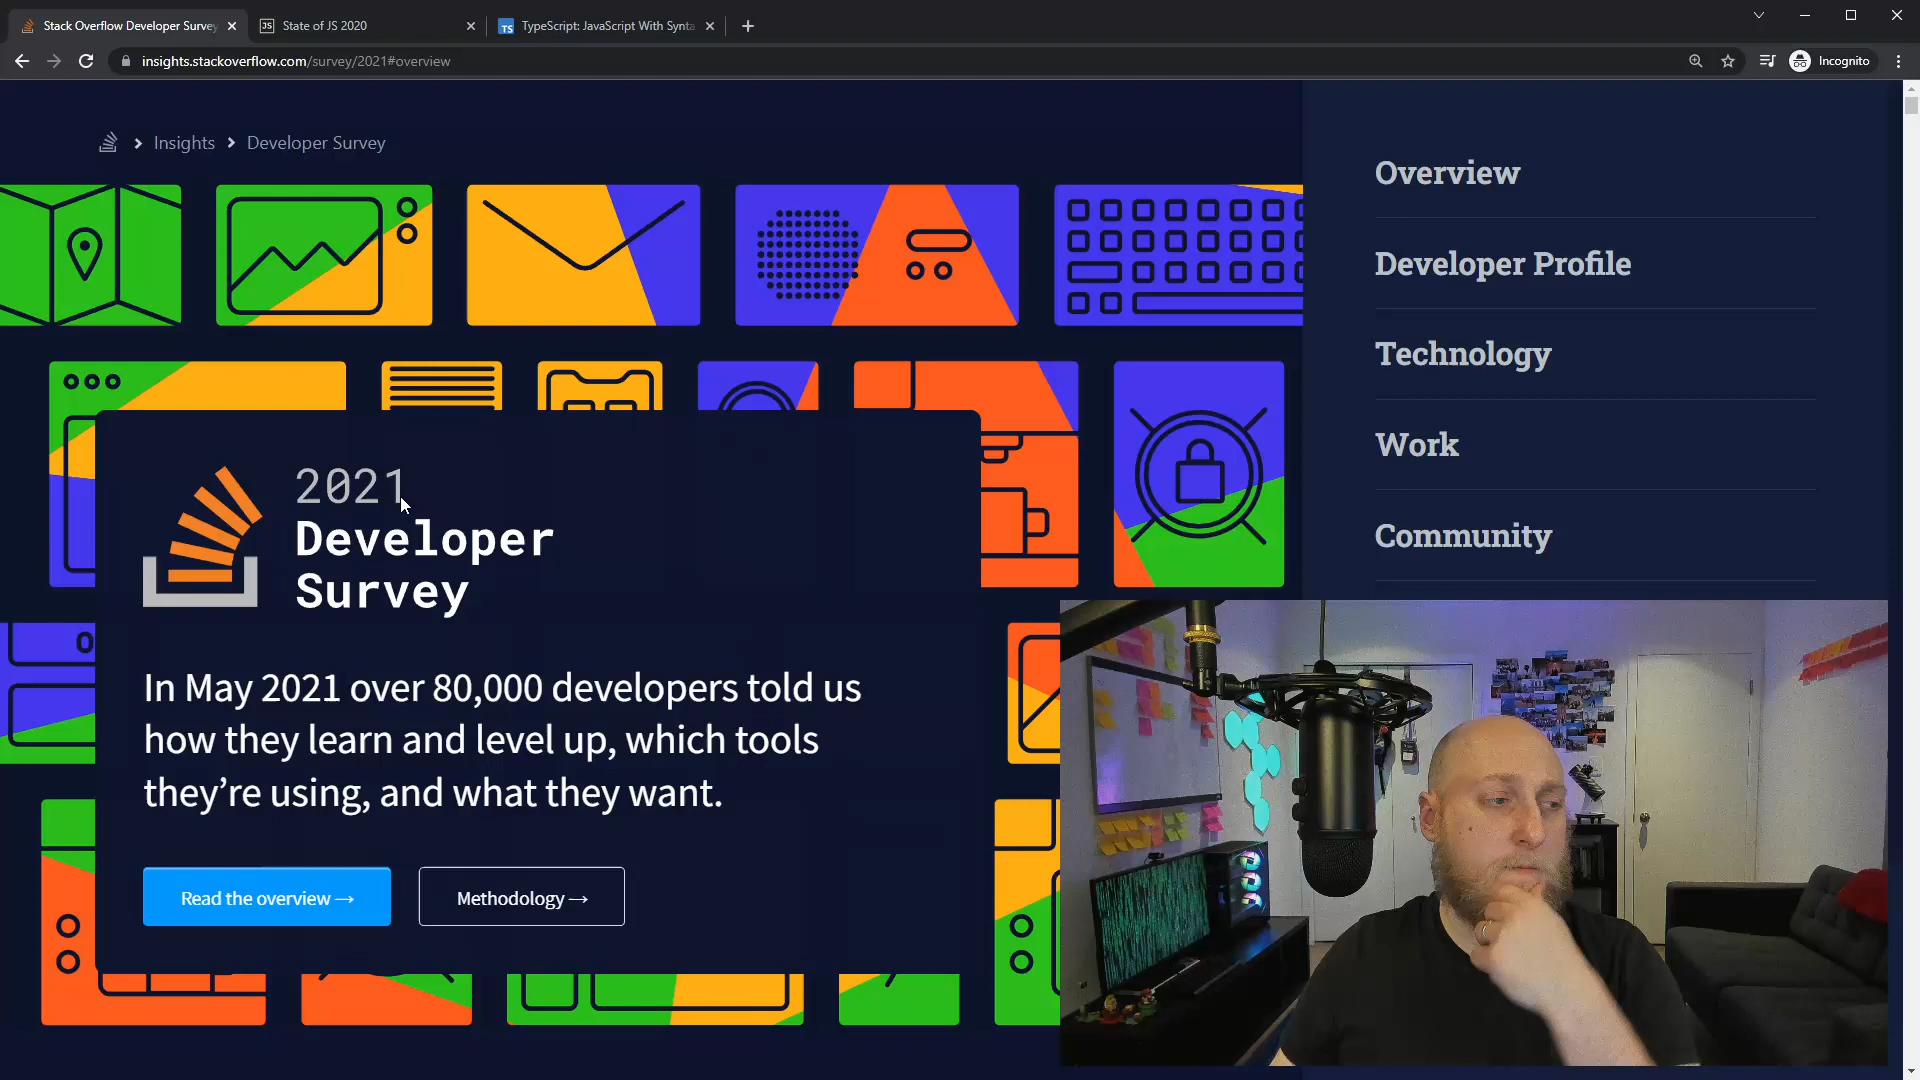 Stack Overflow Developer Survey
State of JS 2020
TS
TypeScript: JavaScript With Synta
insights.stackoverflow.com/survey/2021#overview
Incognito
Insights
Developer Survey
Overview
Developer Profile
Technology
Work
Community
2021
Developer
Survey
In May 2021 over 80,000 developers told us
how they learn and level up, which tools
they're using, and what they want.
Read the overview →
Methodology →